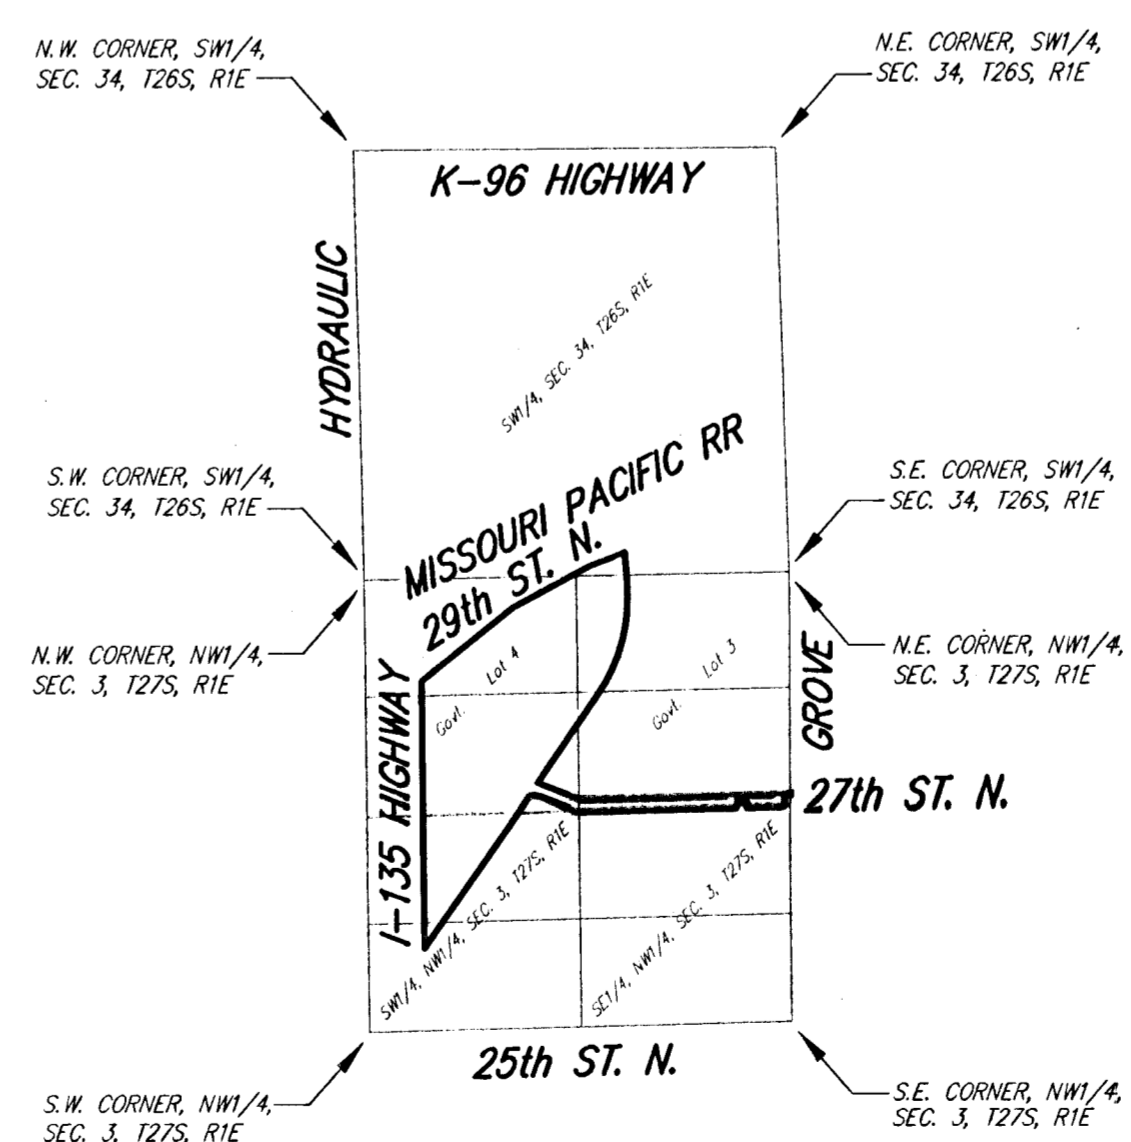 N.W. CORNER, SW1/4,
SEC. 34, T26S, R1E
N.E. CORNER, SW1/4,
SEC. 34, T26S, R1E
K-96 HIGHWAY
HYDRAULIC
SW1/4, SEC. 34, T26S, R1E
MISSOURI PACIFIC RR
29th ST. N.
S.W. CORNER, SW1/4,
SEC. 34, T26S, R1E
S.E. CORNER, SW1/4,
SEC. 34, T26S, R1E
N.W. CORNER, NW1/4,
SEC. 3, T27S, R1E
N.E. CORNER, NW1/4,
SEC. 3, T27S, R1E
Govt. Lot 4
Govt. Lot 3
I-135 HIGHWAY
GROVE
27th ST. N.
SW1/4, NW1/4, SEC. 3, T27S, R1E
SE1/4, NW1/4, SEC. 3, T27S, R1E
25th ST. N.
S.W. CORNER, NW1/4,
SEC. 3, T27S, R1E
S.E. CORNER, NW1/4,
SEC. 3, T27S, R1E